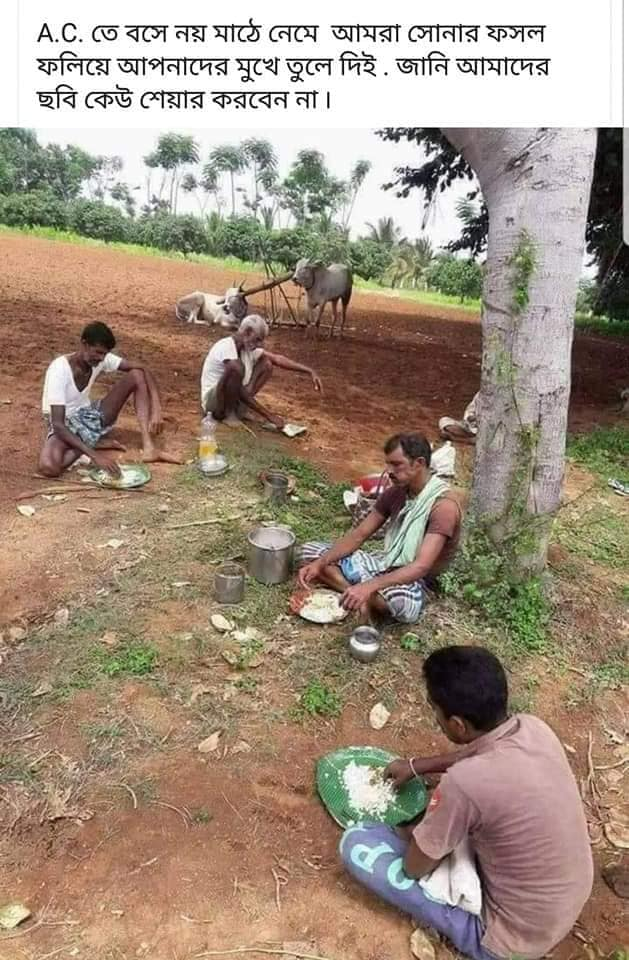 A.C. তে বসে নয় মাঠে নেমে আমরা সোনার ফসল
ফলিয়ে আপনাদের মুখে তুলে দিই . জানি আমাদের
ছবি কেউ শেয়ার করবেন না।